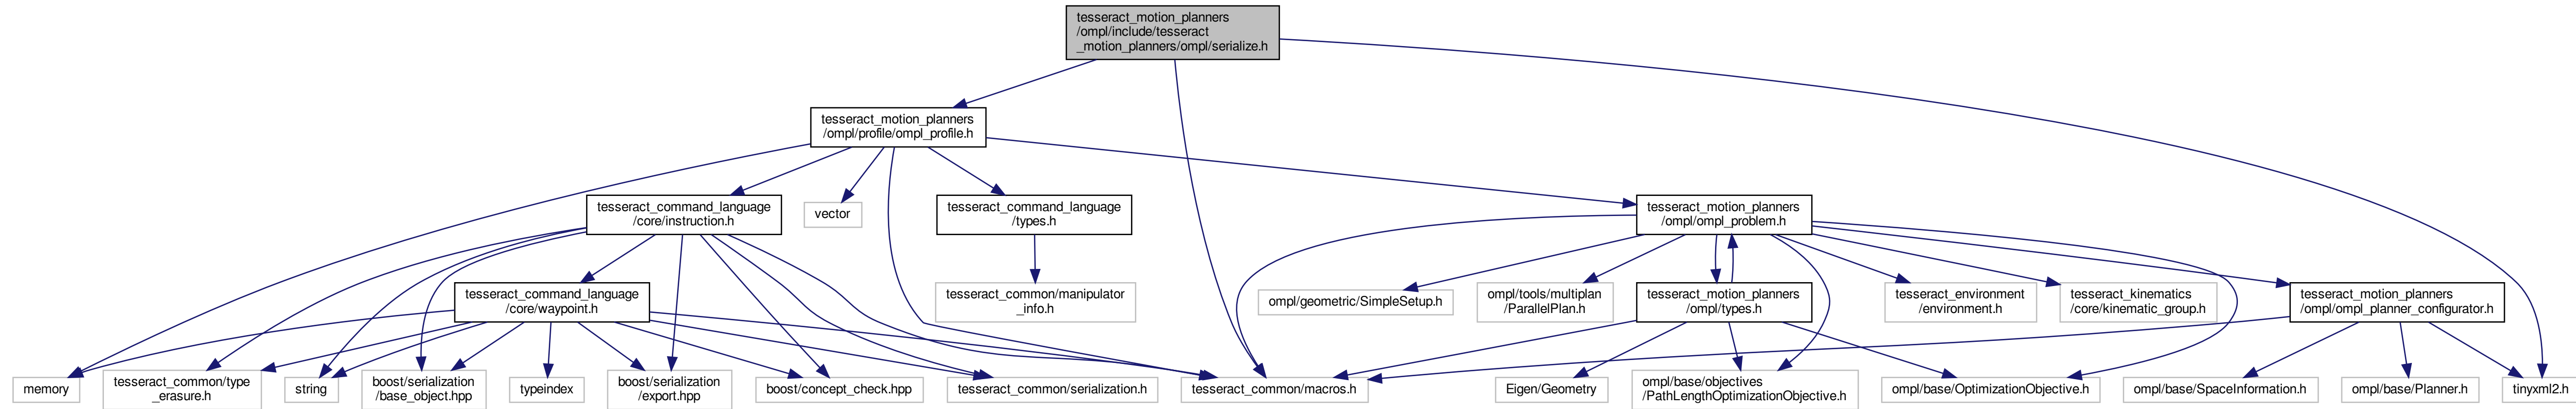 tesseract_motion_planners
/ompl/include/tesseract
_motion_planners/ompl/serialize.h
tesseract_motion_planners
/ompl/profile/ompl_profile.h
tesseract_command_language
/core/instruction.h
vector
tesseract_command_language
/types.h
tesseract_motion_planners
/ompl/ompl_problem.h
tesseract_command_language
/core/waypoint.h
tesseract_common/manipulator
_info.h
ompl/geometric/SimpleSetup.h
ompl/tools/multiplan
/ParallelPlan.h
tesseract_motion_planners
/ompl/types.h
tesseract_environment
/environment.h
tesseract_kinematics
/core/kinematic_group.h
tesseract_motion_planners
/ompl/ompl_planner_configurator.h
memory
tesseract_common/type
_erasure.h
string
boost/serialization
/base_object.hpp
typeindex
boost/serialization
/export.hpp
boost/concept_check.hpp
tesseract_common/serialization.h
tesseract_common/macros.h
Eigen/Geometry
ompl/base/objectives
/PathLengthOptimizationObjective.h
ompl/base/OptimizationObjective.h
ompl/base/SpaceInformation.h
ompl/base/Planner.h
tinyxml2.h